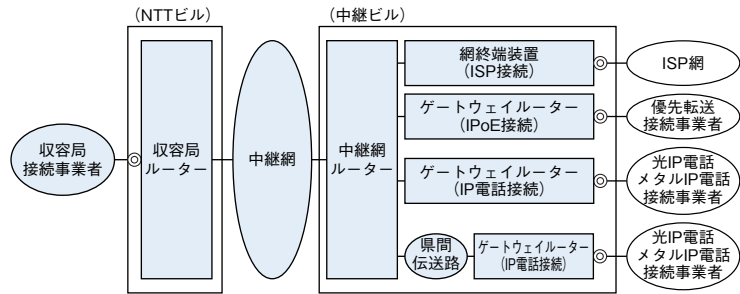 (NTTビル)
(中継ビル)
収容局
接続事業者
収容局
ルーター
中継網
中継網
ルーター
網終端装置
(ISP接続)
ISP網
ゲートウェイルーター
(IPoE接続)
優先転送
接続事業者
ゲートウェイルーター
(IP電話接続)
光IP電話
メタルIP電話
接続事業者
県間
伝送路
ゲートウェイルーター
(IP電話接続)
光IP電話
メタルIP電話
接続事業者